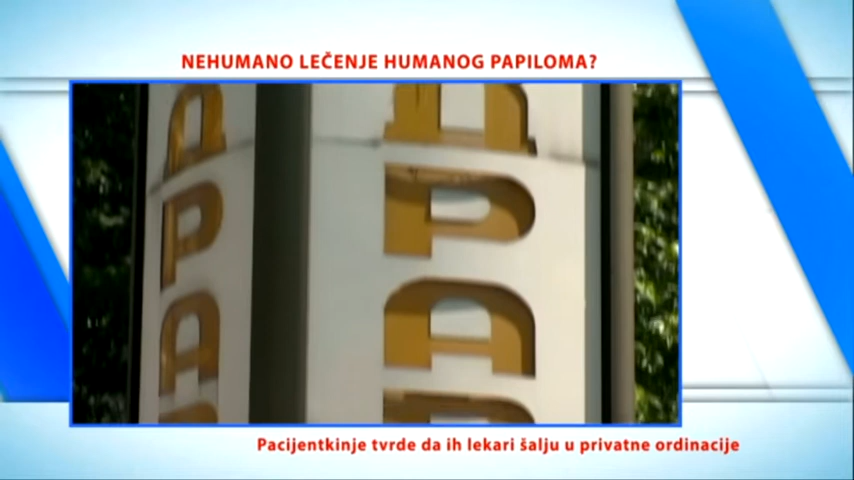 NEHUMANO LEČENJE HUMANOG PAPILOMA?
A
P
A
A
P
A
Pacijentkinje tvrde da ih lekari šalju u privatne ordinacije